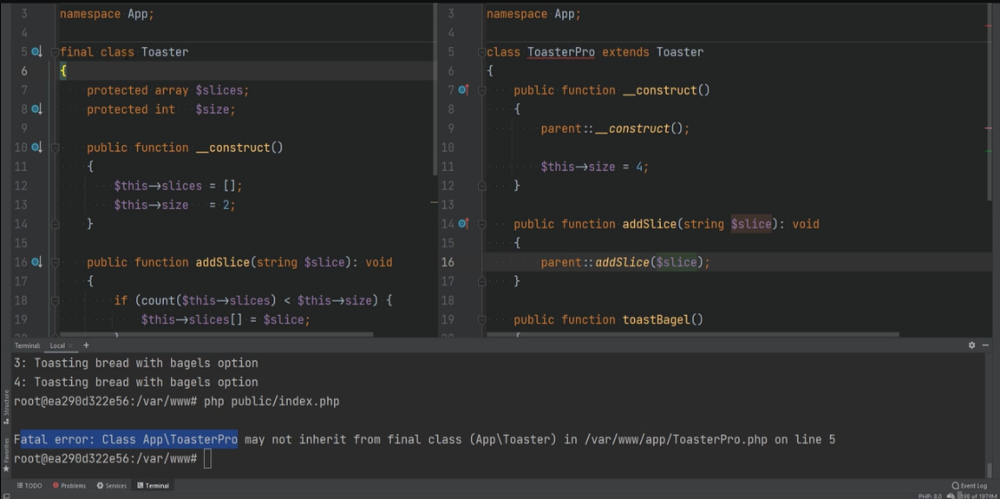 3 namespace App;
4
5 final class Toaster
6 {
7 protected array $slices;
8 protected int $size;
9
10 public function __construct()
11 {
12 $this→slices = [];
13 $this→size = 2;
14 }
15
16 public function addSlice(string $slice): void
17 {
18 if (count($this→slices) < $this→size) {
19 $this→slices[] = $slice;
3 namespace App;
4
5 class ToasterPro extends Toaster
6 {
7 public function __construct()
8 {
9 parent::__construct();
10
11 $this→size = 4;
12 }
13
14 public function addSlice(string $slice): void
15 {
16 parent::addSlice($slice);
17 }
18
19 public function toastBagel()
Terminal: Local × +
3: Toasting bread with bagels option
4: Toasting bread with bagels option
root@ea290d322e56:/var/www# php public/index.php
Fatal error: Class App\ToasterPro may not inherit from final class (App\Toaster) in /var/www/app/ToasterPro.php on line 5
root@ea290d322e56:/var/www#
Structure
Favorites
TODO Problems Services Terminal Event Log
PHP: 8.0 of 1974M